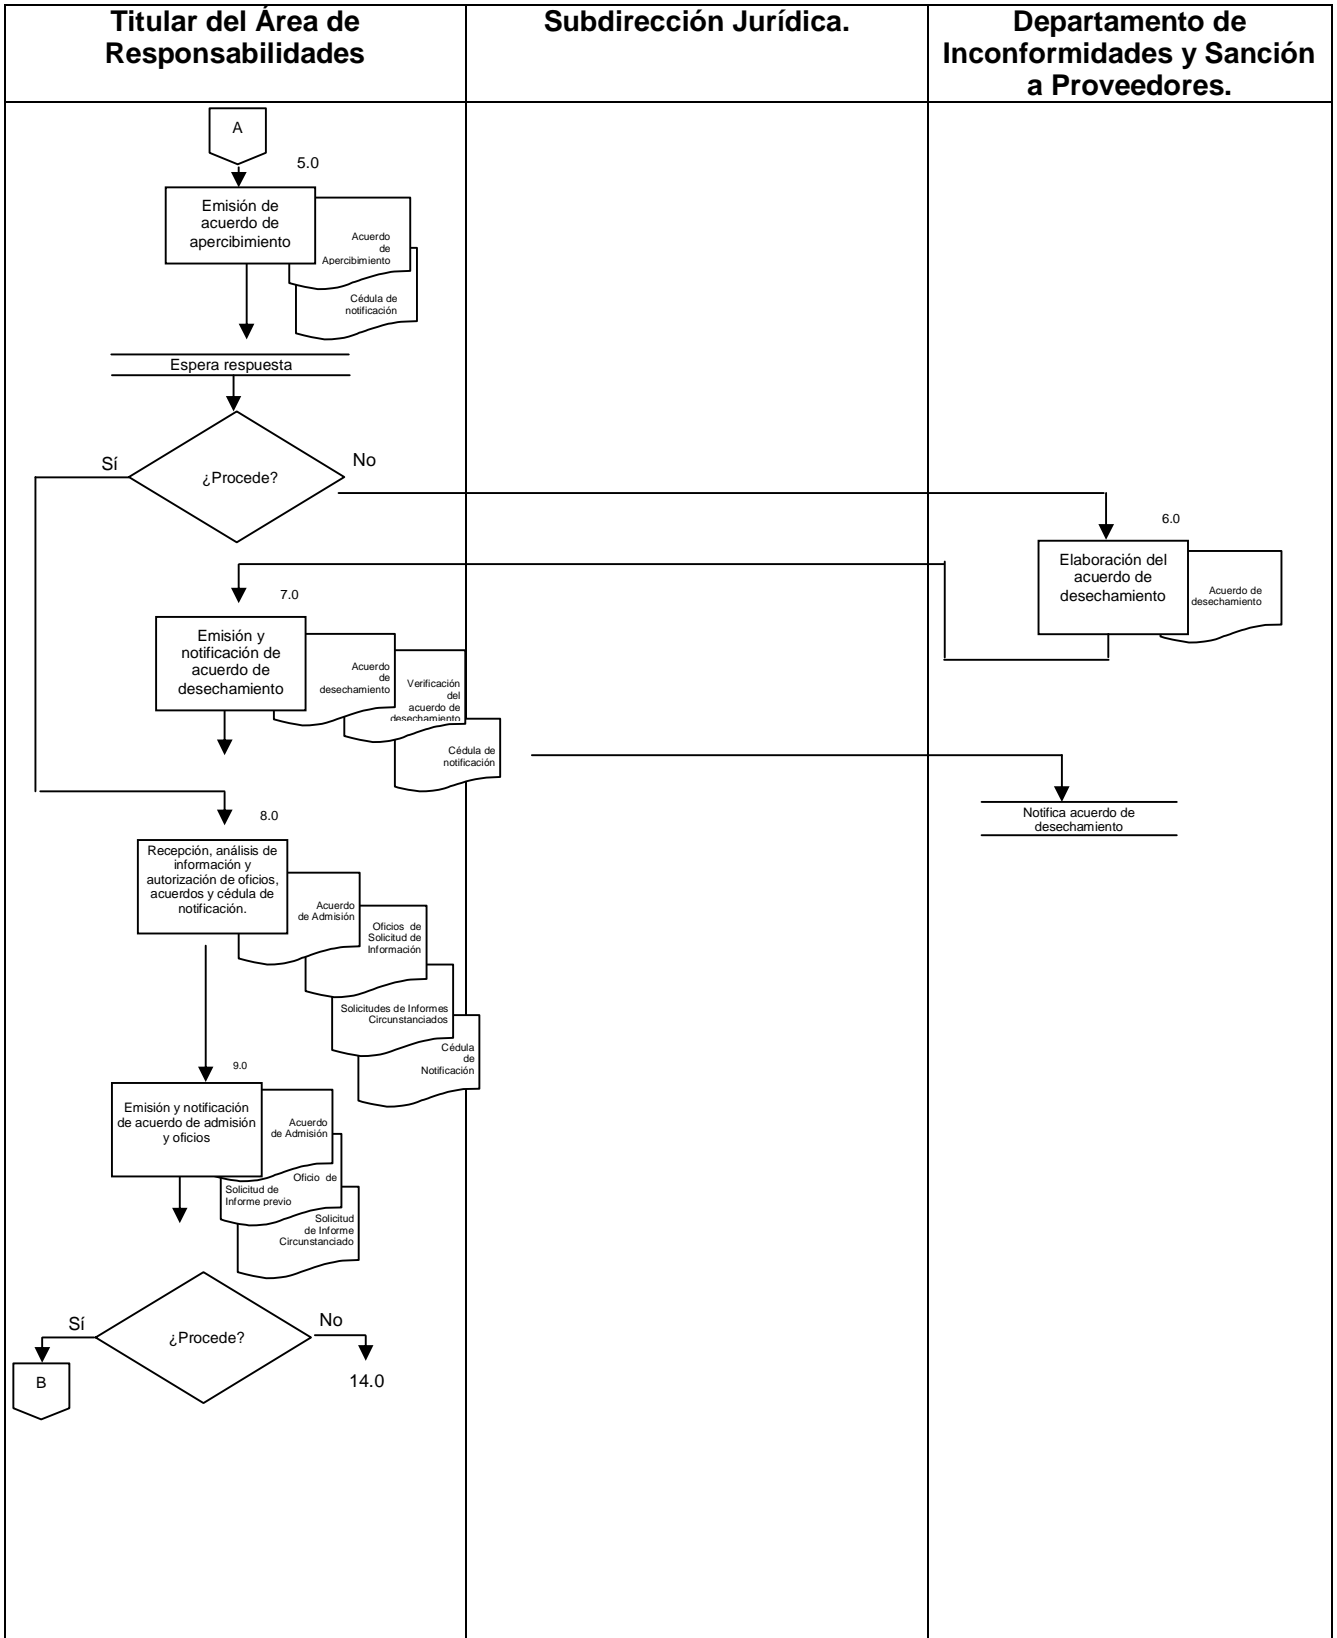 Titular del Área de
Responsabilidades
Subdirección Jurídica.
Departamento de
Inconformidades y Sanción
a Proveedores.
A
5.0
Emisión de
acuerdo de
apercibimiento
Acuerdo
de
Apercibimiento
Cédula de
notificación
Espera respuesta
Sí
¿Procede?
No
6.0
Elaboración del
acuerdo de
desechamiento
Acuerdo de
desechamiento
7.0
Emisión y
notificación de
acuerdo de
desechamiento
Acuerdo
de
desechamiento
Verificación
del
acuerdo de
desechamiento
Cédula de
notificación
Notifica acuerdo de
desechamiento
8.0
Recepción, análisis de
información y
autorización de oficios,
acuerdos y cédula de
notificación.
Acuerdo
de Admisión
Oficios de
Solicitud de
Información
Solicitudes de Informes
Circunstanciados
Cédula
de
Notificación
9.0
Emisión y notificación
de acuerdo de admisión
y oficios
Acuerdo
de Admisión
Oficio de
Solicitud de
Informe previo
Solicitud
de Informe
Circunstanciado
Sí
¿Procede?
No
B
14.0